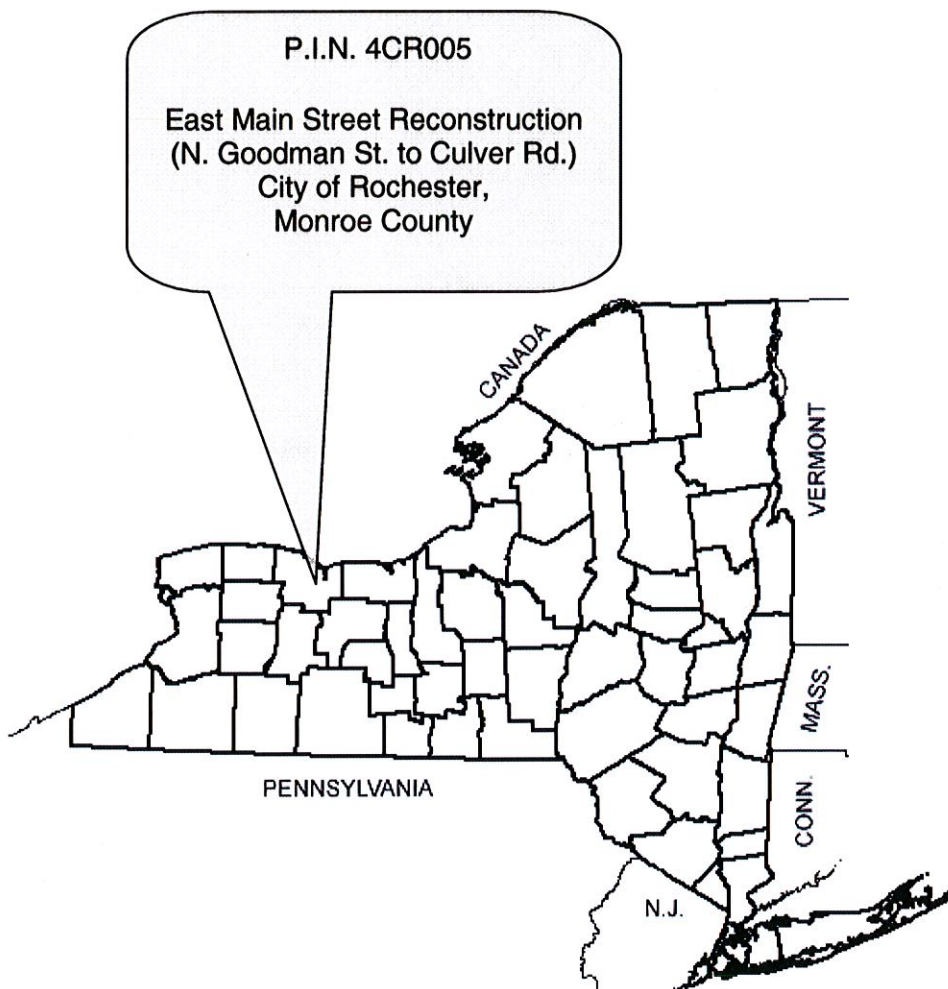 P.I.N. 4CR005
East Main Street Reconstruction
(N. Goodman St. to Culver Rd.)
City of Rochester,
Monroe County
CANADA
VERMONT
MASS.
CONN.
PENNSYLVANIA
N.J.